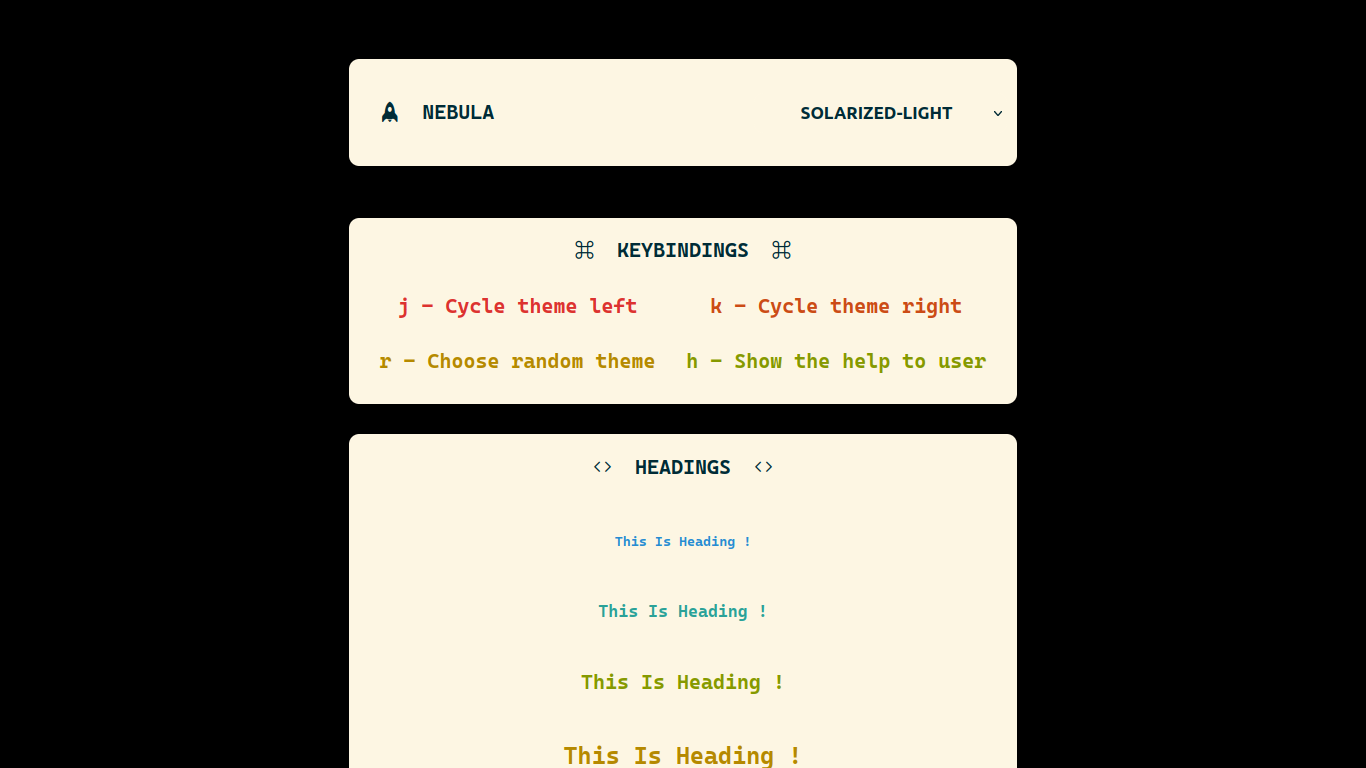 NEBULA SOLARIZED-LIGHT
KEYBINDINGS
j – Cycle theme left k – Cycle theme right
r – Choose random theme h – Show the help to user
<> HEADINGS <>
This Is Heading !
This Is Heading !
This Is Heading !
This Is Heading !